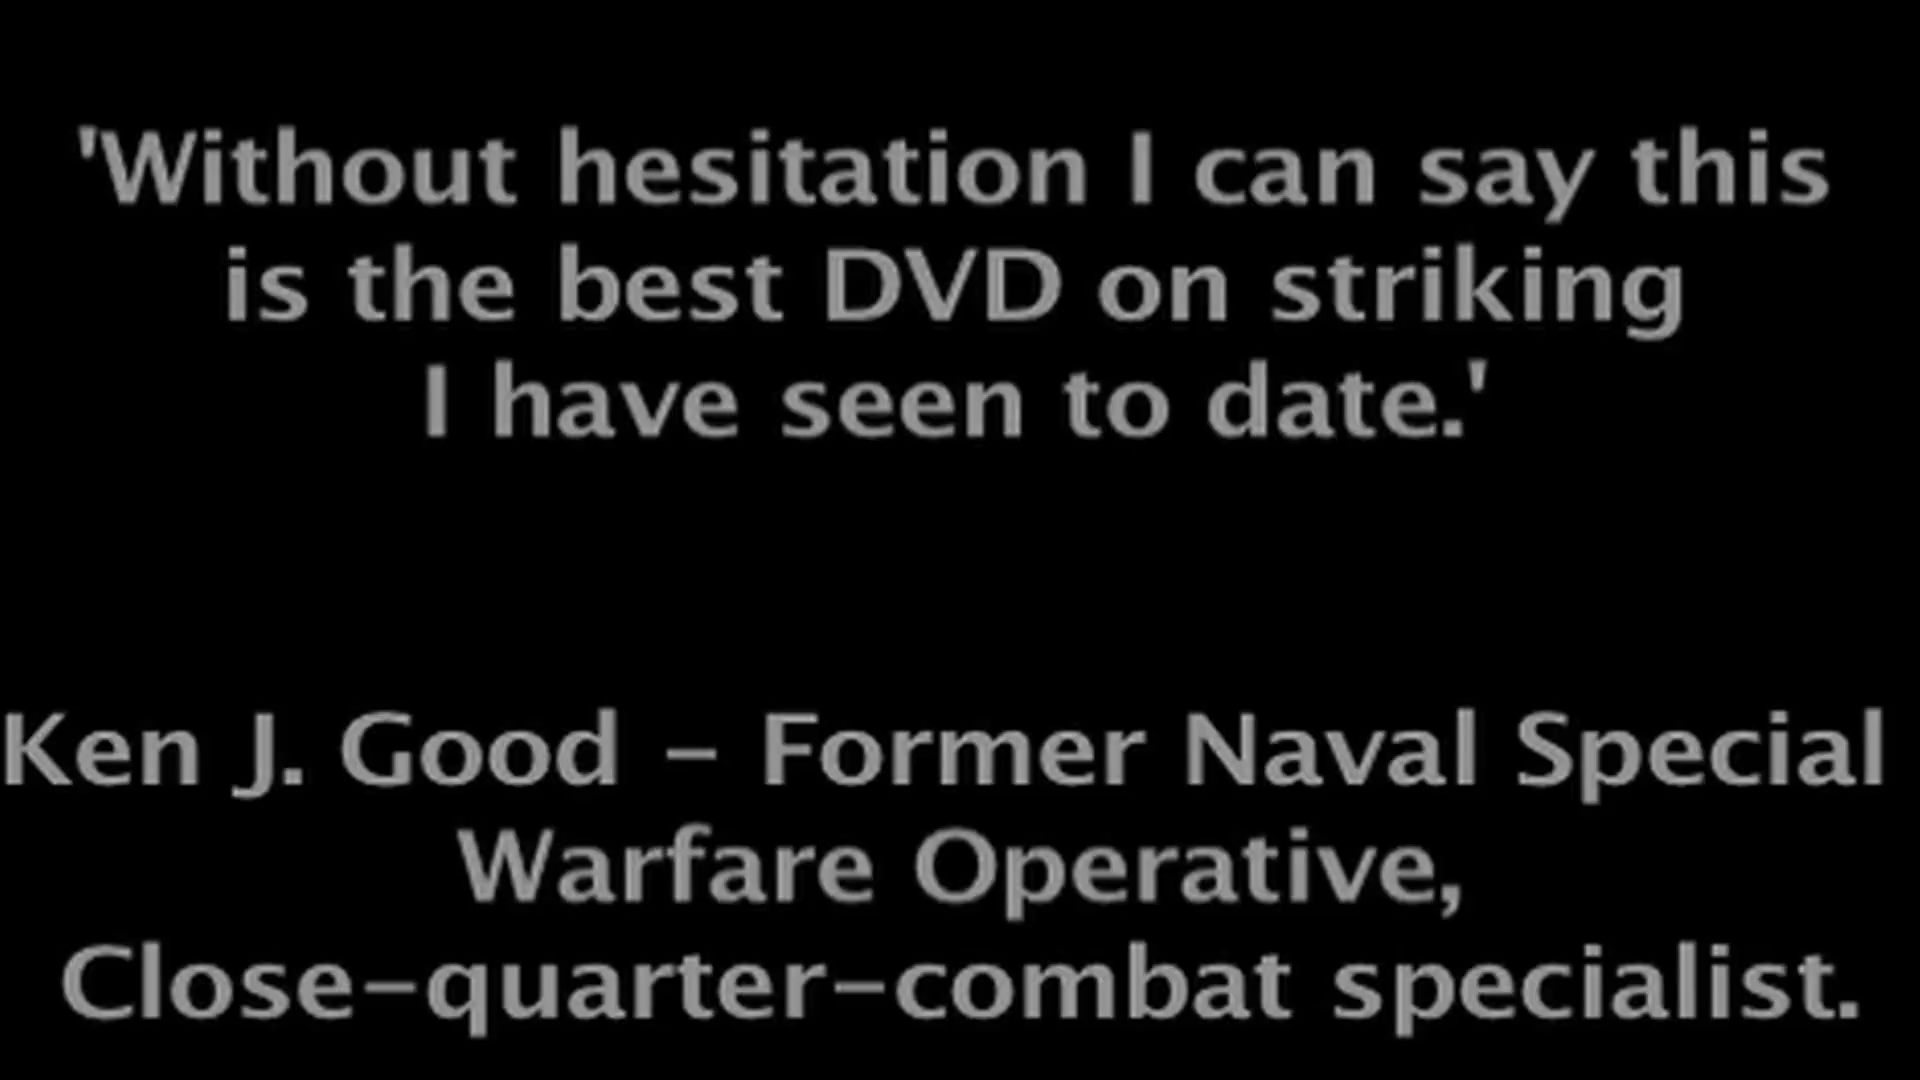 'Without hesitation I can say this
is the best DVD on striking
I have seen to date.'
Ken J. Good – Former Naval Special
Warfare Operative,
Close–quarter–combat specialist.